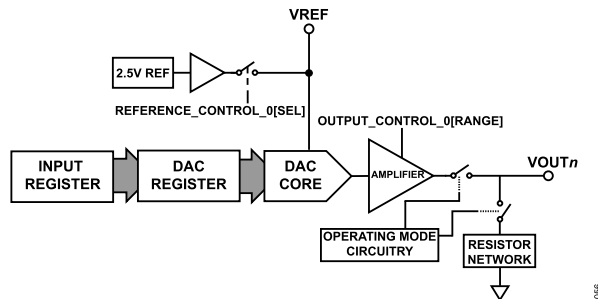 VREF
2.5V REF
REFERENCE_CONTROL_0[SEL]
OUTPUT_CONTROL_0[RANGE]
INPUT
REGISTER
DAC
REGISTER
DAC
CORE
AMPLIFIER
VOUTn
OPERATING MODE
CIRCUITRY
RESISTOR
NETWORK